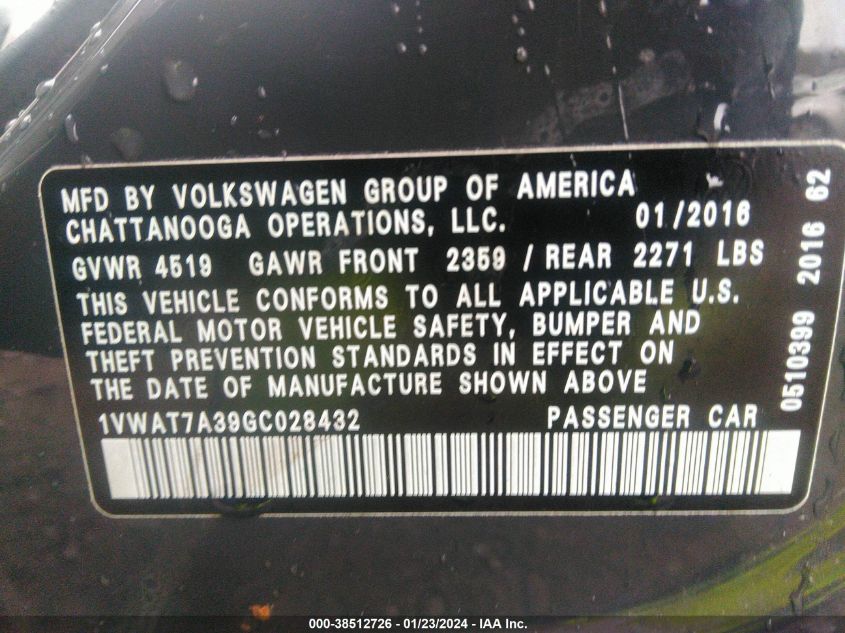 MFD BY VOLKSWAGEN GROUP OF AMERICA
CHATTANOOGA OPERATIONS, LLC. 01/2016
GVWR 4519 GAWR FRONT 2359 / REAR 2271 LBS
THIS VEHICLE CONFORMS TO ALL APPLICABLE U.S.
FEDERAL MOTOR VEHICLE SAFETY, BUMPER AND
THEFT PREVENTION STANDARDS IN EFFECT ON
THE DATE OF MANUFACTURE SHOWN ABOVE
1VWAT7A39GC028432 PASSENGER CAR
0510399 2016 62
000-38512726 - 01/23/2024 - IAA Inc.